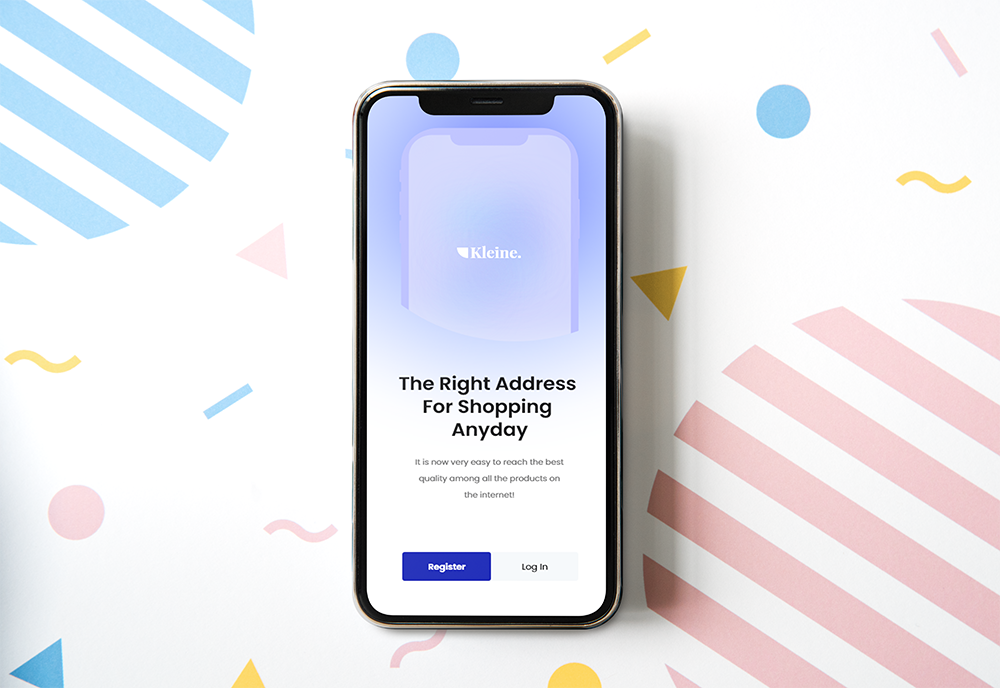 Kleine.
The Right Address
For Shopping
Anyday
It is now very easy to reach the best
quality among all the products on
the internet!
Register
Log In